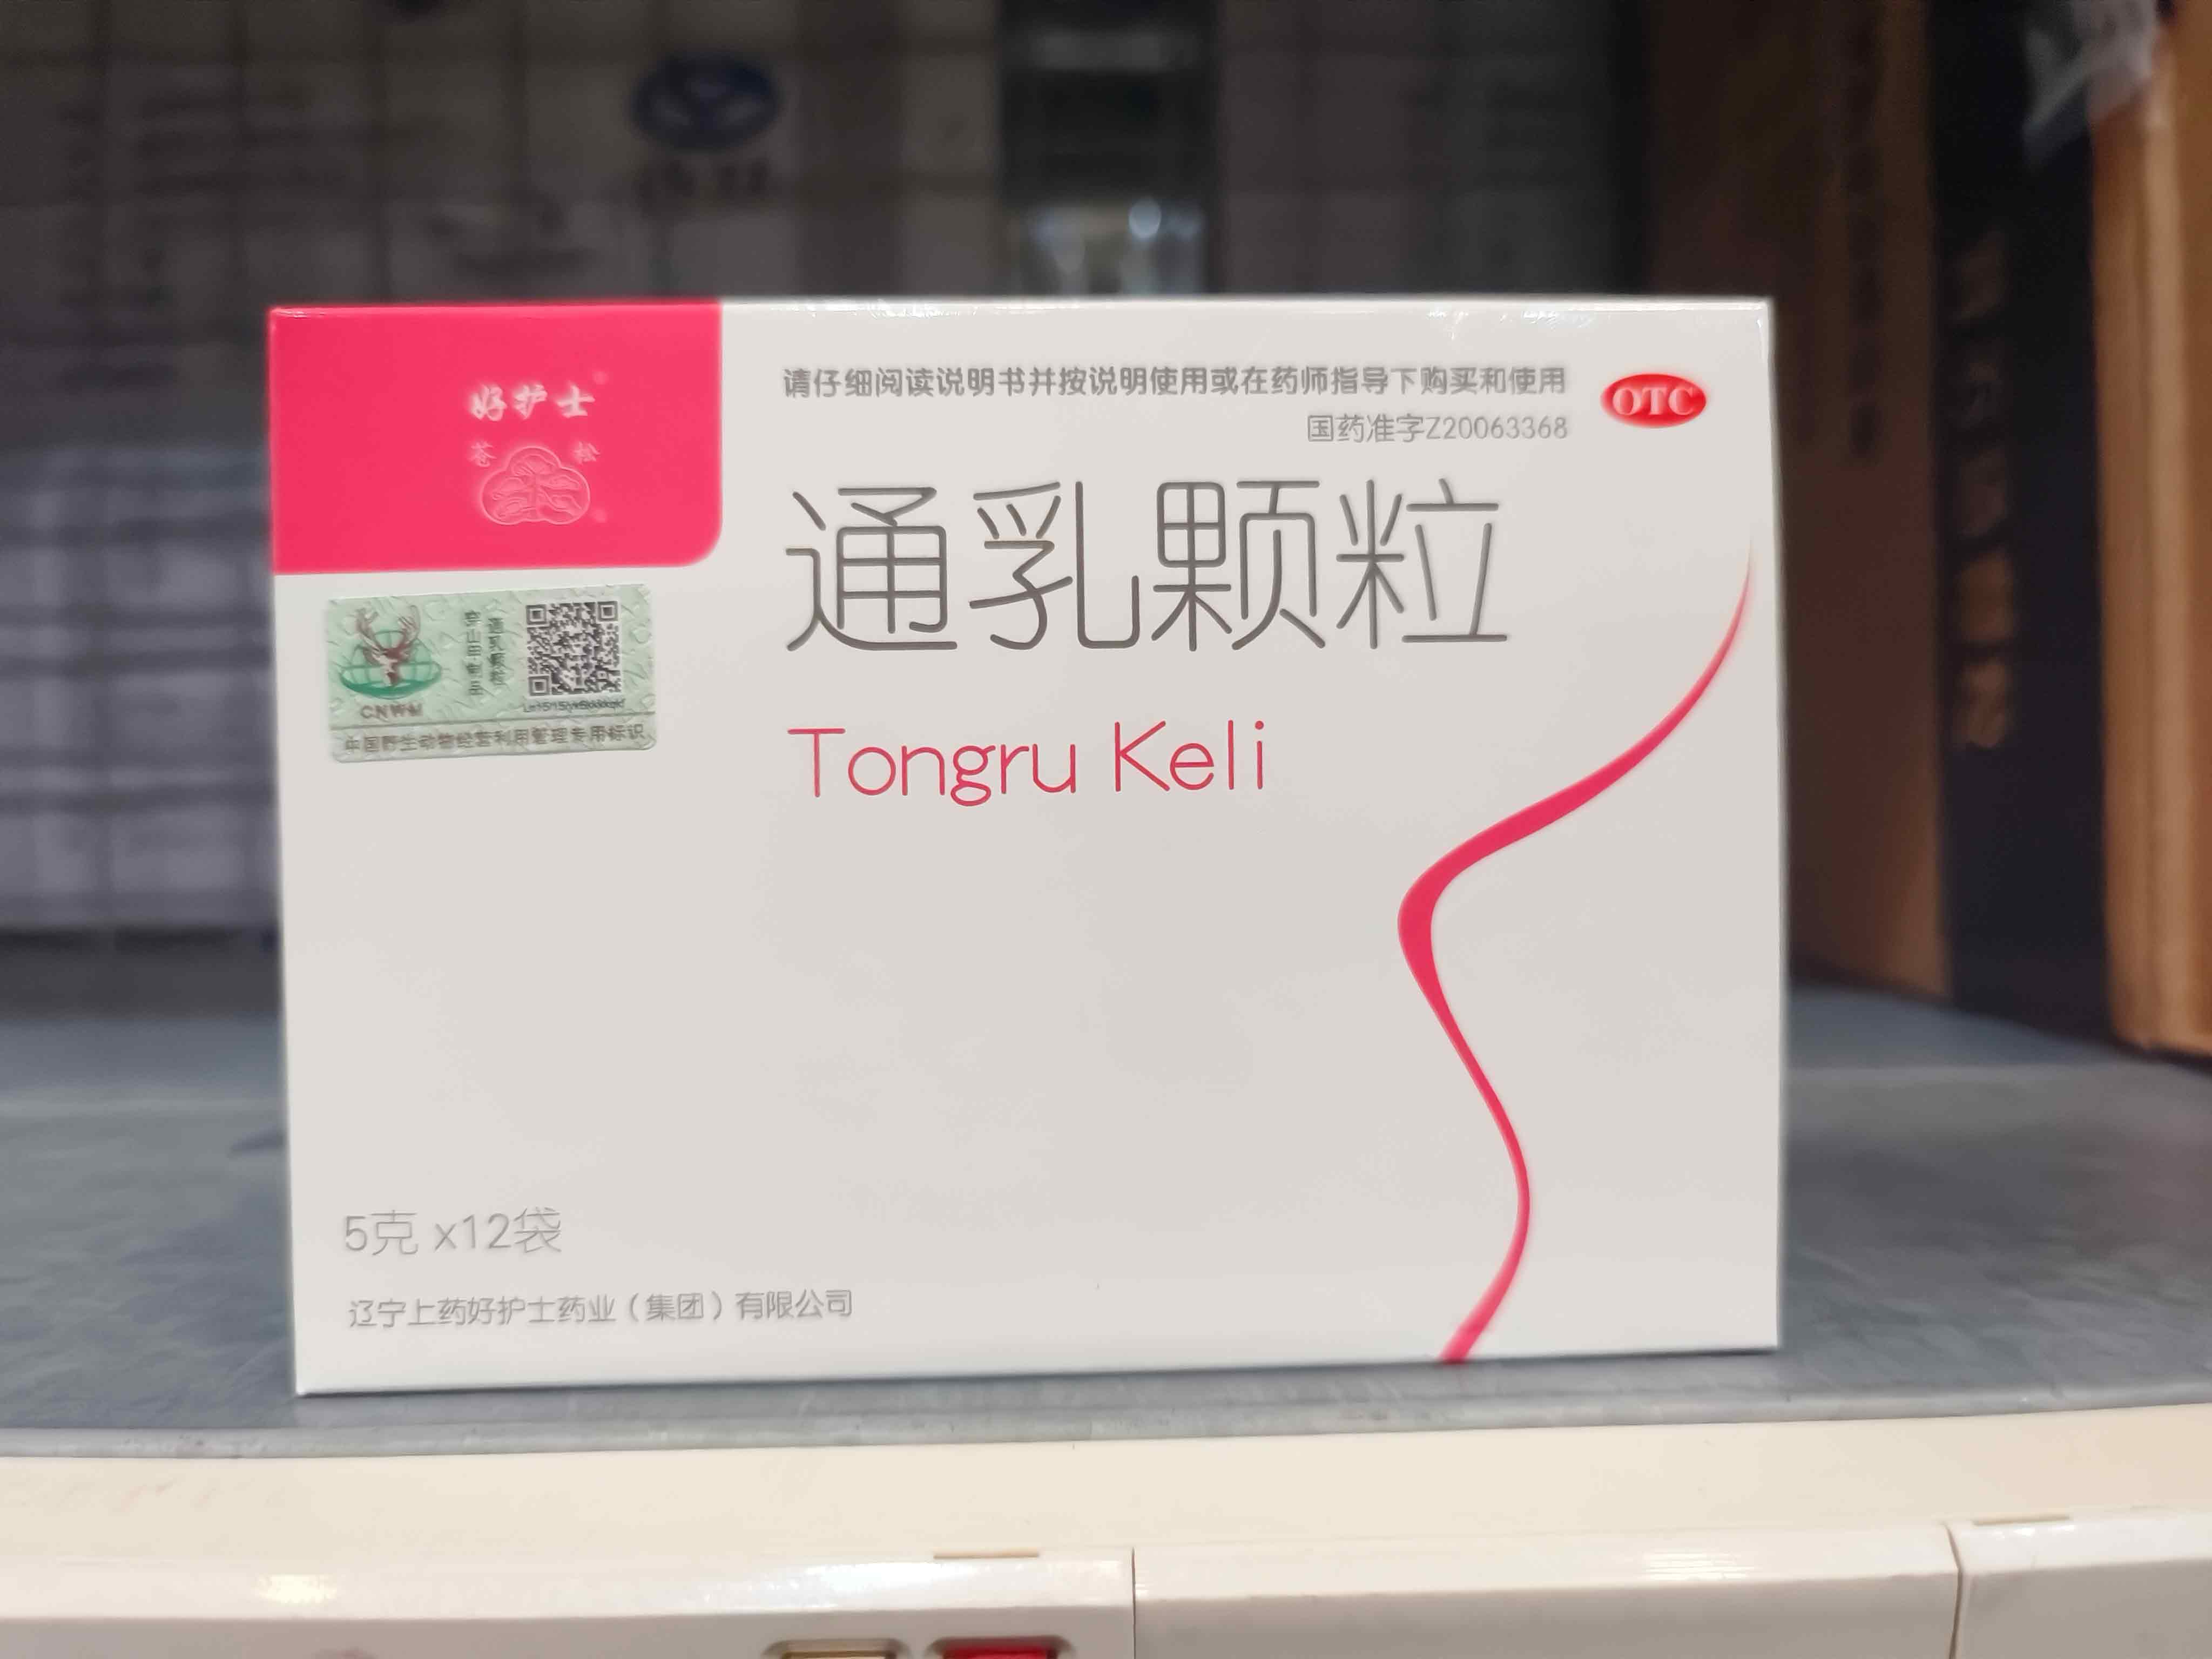 好护士
苍 松
请仔细阅读说明书并按说明使用或在药师指导下购买和使用
OTC
国药准字Z20063368
通乳颗粒
Tongru Keli
通乳颗粒
CNWM
中国野生动物经营利用管理专用标识
5克 x12袋
辽宁上药好护士药业（集团）有限公司